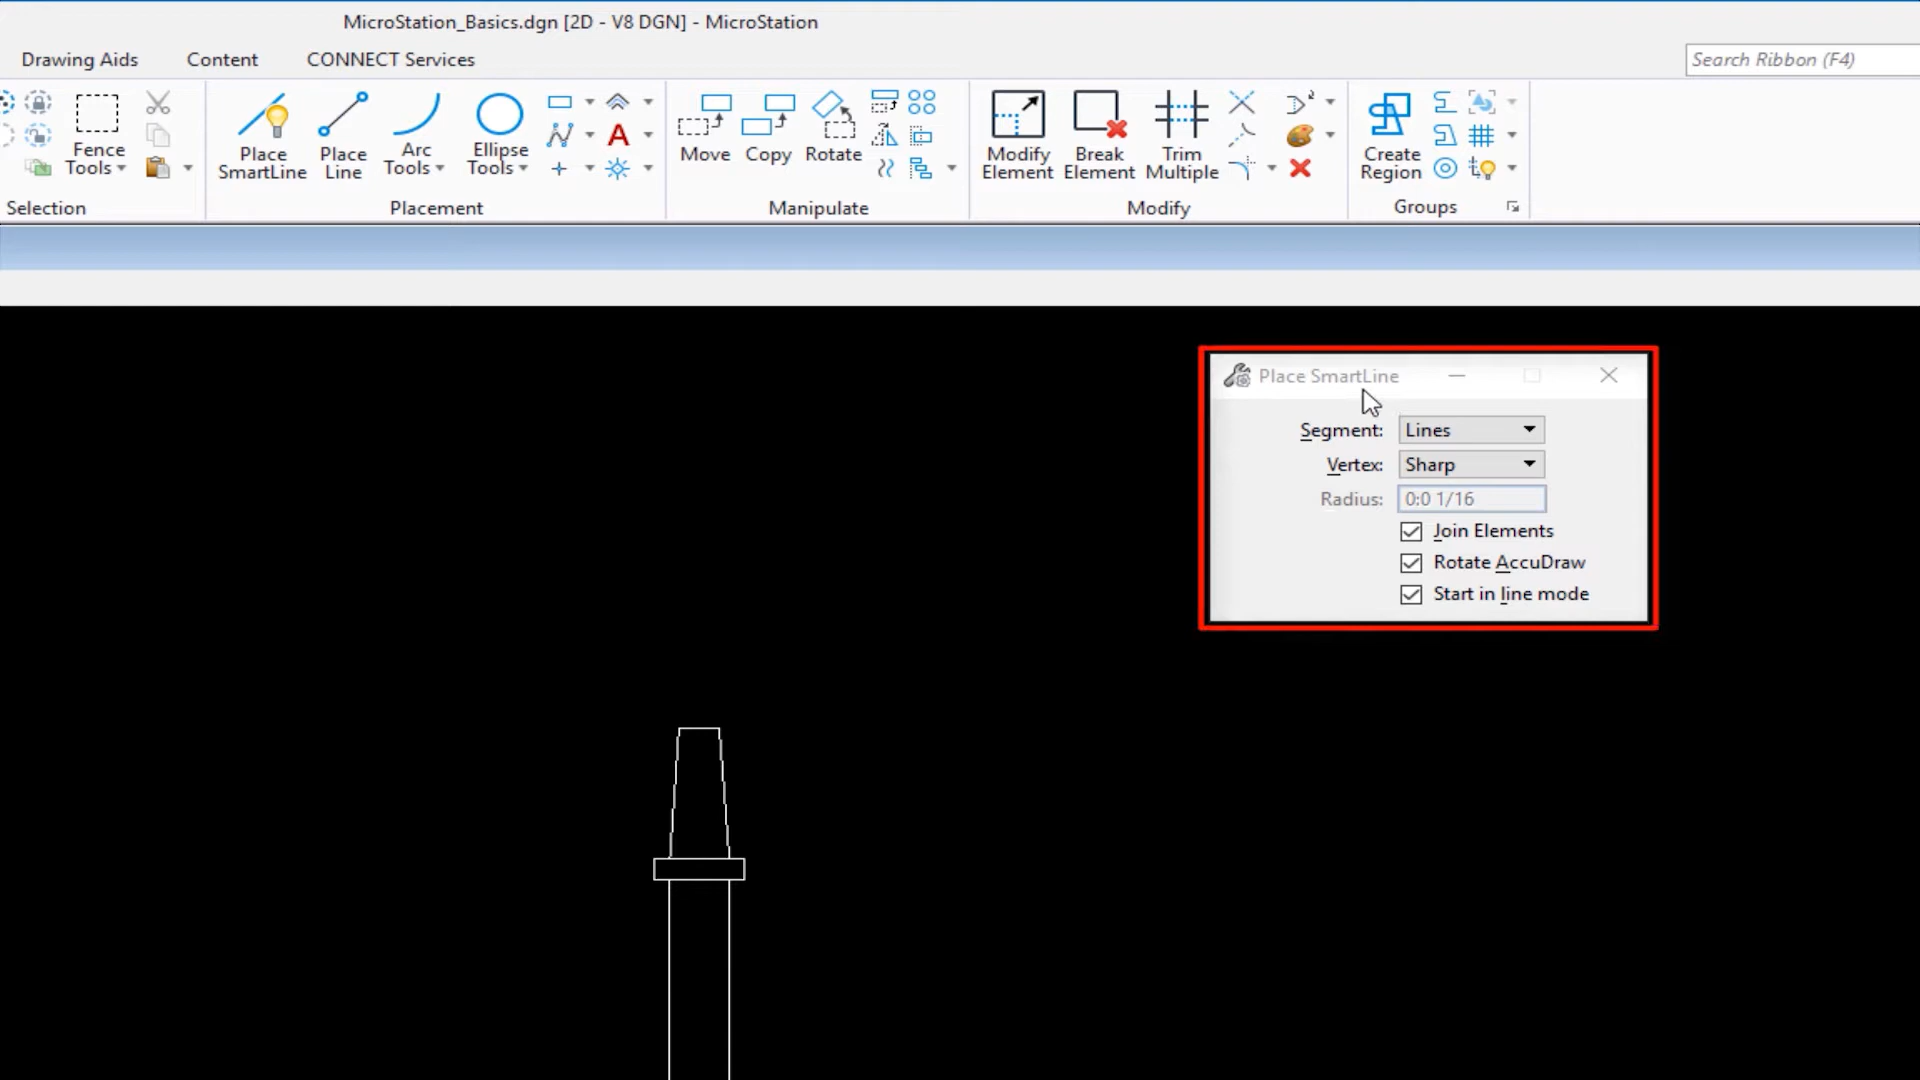 MicroStation_Basics.dgn [2D - V8 DGN] - MicroStation
Drawing Aids
Content
CONNECT Services
Search Ribbon (F4)
Fence Tools
Place SmartLine
Place Line
Arc Tools
Ellipse Tools
Move
Copy
Rotate
Modify Element
Break Element
Trim Multiple
Create Region
Selection
Placement
Manipulate
Modify
Groups
Place SmartLine
Segment: Lines
Vertex: Sharp
Radius: 0:0 1/16
Join Elements
Rotate AccuDraw
Start in line mode